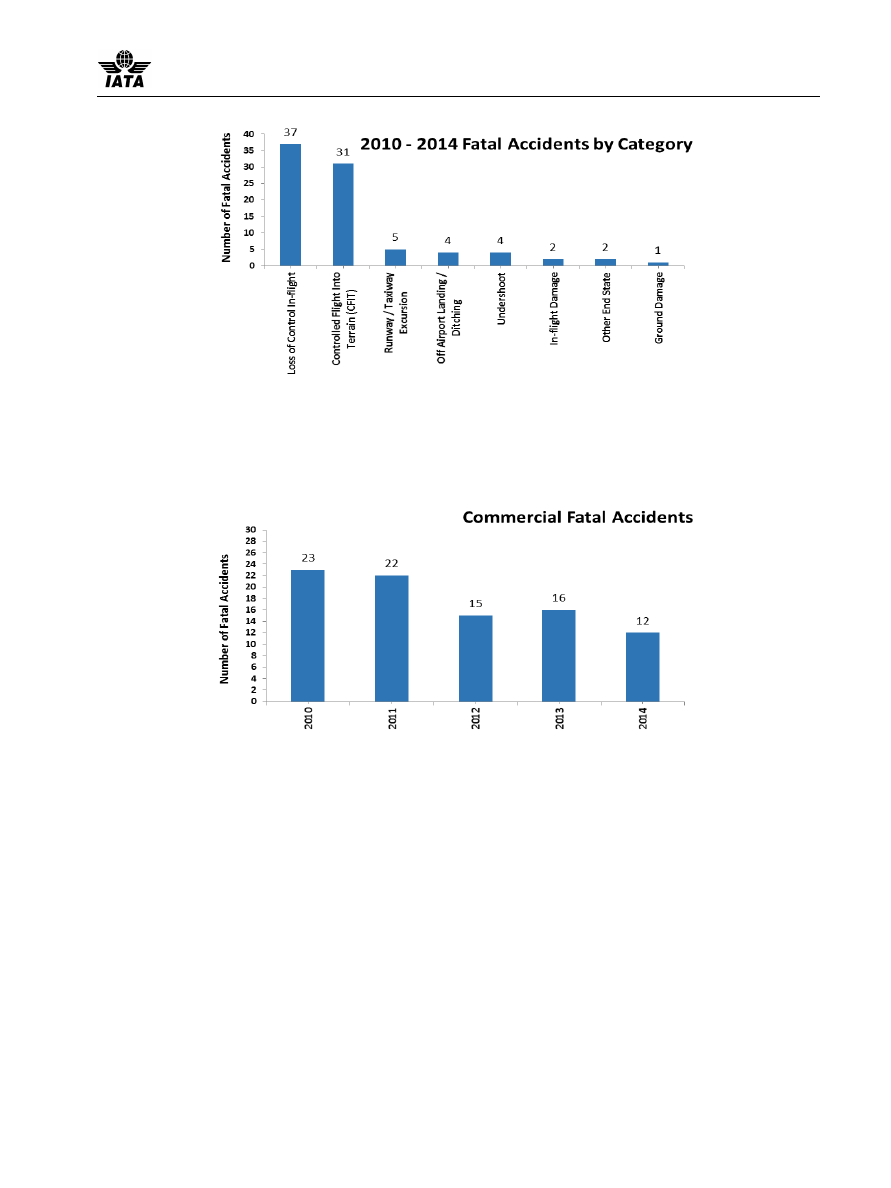 IATA
2010 - 2014 Fatal Accidents by Category
Number of Fatal Accidents
40
35
30
25
20
15
10
5
0
37
31
5
4
4
2
2
1
Loss of Control In-flight
Controlled Flight Into
Terrain (CFIT)
Runway / Taxiway
Excursion
Off Airport Landing /
Ditching
Undershoot
In-flight Damage
Other End State
Ground Damage
Commercial Fatal Accidents
Number of Fatal Accidents
30
28
26
24
22
20
18
16
14
12
10
8
6
4
2
0
23
22
15
16
12
2010
2011
2012
2013
2014